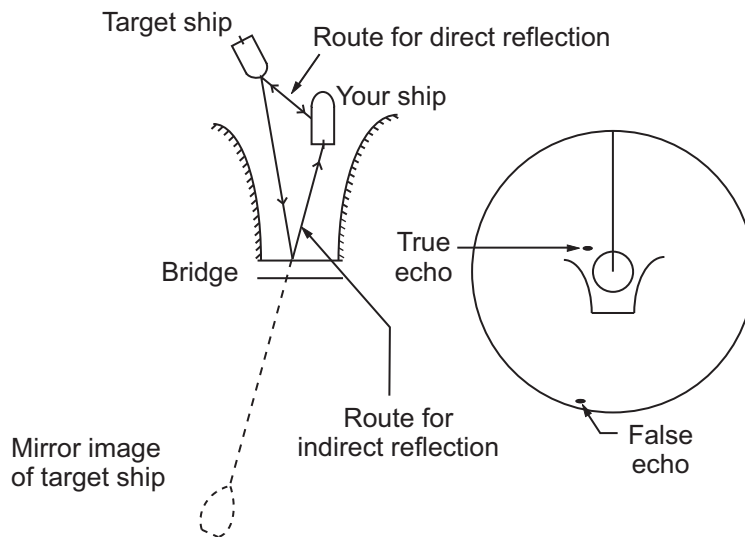 Target ship
Route for direct reflection
Your ship
True
echo
Bridge
Route for
indirect reflection
False
echo
Mirror image
of target ship